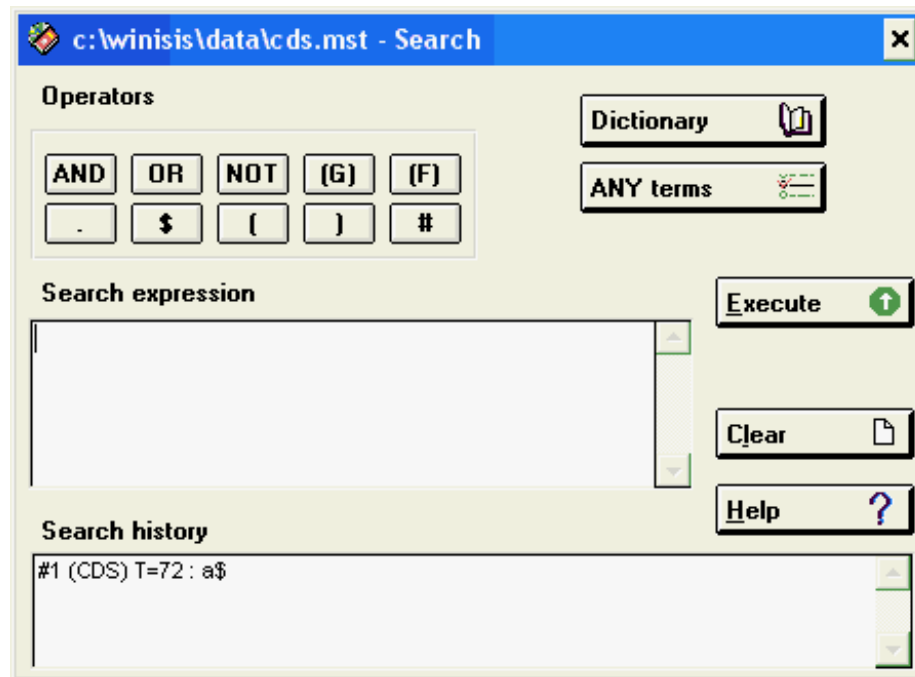 c:\winisis\data\cds.mst - Search
Operators
Dictionary
AND OR NOT (G) (F)
ANY terms
. $ ( ) #
Search expression
Execute
Clear
Help ?
Search history
#1 (CDS) T=72 : a$